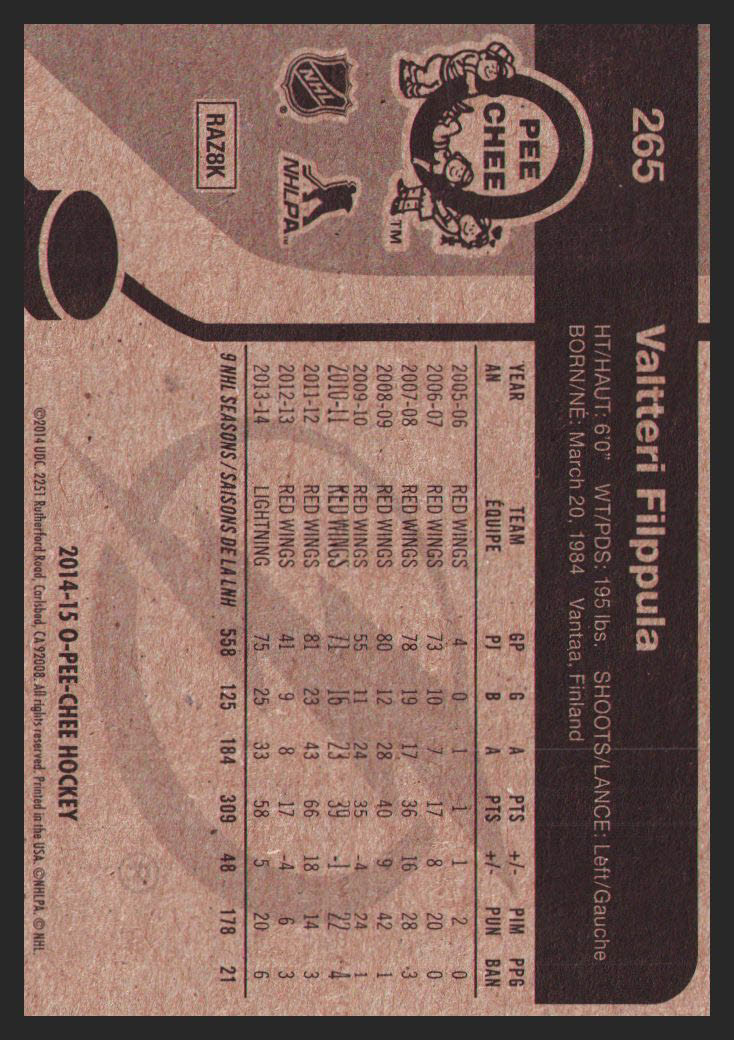 265
Valtteri Filppula
HT/HAUT: 6'0" WT/PDS: 195 lbs. SHOOTS/LANCE: Left/Gauche
BORN/NÉ: March 20, 1984 Vantaa, Finland
O
PEE
CHEE
TM
NHL
®
NHLPA™
RAZ8K
YEAR TEAM GP G A PTS +/- PIM PPG
AN ÉQUIPE PJ B A PTS +/- PUN BAN
2005-06 RED WINGS 4 0 1 1 1 2 0
2006-07 RED WINGS 73 10 7 17 8 20 0
2007-08 RED WINGS 78 19 17 36 16 28 3
2008-09 RED WINGS 80 12 28 40 9 42 1
2009-10 RED WINGS 55 11 24 35 -4 24 1
2010-11 RED WINGS 71 16 23 39 -1 22 4
2011-12 RED WINGS 81 23 43 66 18 14 3
2012-13 RED WINGS 41 9 8 17 -4 6 3
2013-14 LIGHTNING 75 25 33 58 5 20 6
9 NHL SEASONS / SAISONS DE LA LNH 558 125 184 309 48 178 21
2014-15 O-PEE-CHEE HOCKEY
©2014 UDC. 2251 Rutherford Road, Carlsbad, CA 92008. All rights reserved. Printed in the USA. ©NHLPA. © NHL.